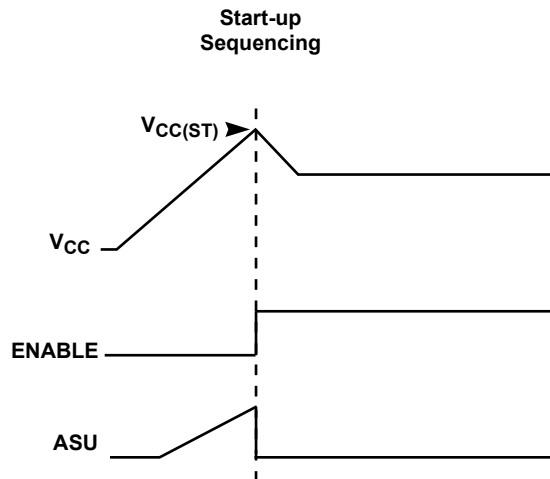 Start-up
Sequencing
VCC(ST)
VCC
ENABLE
ASU